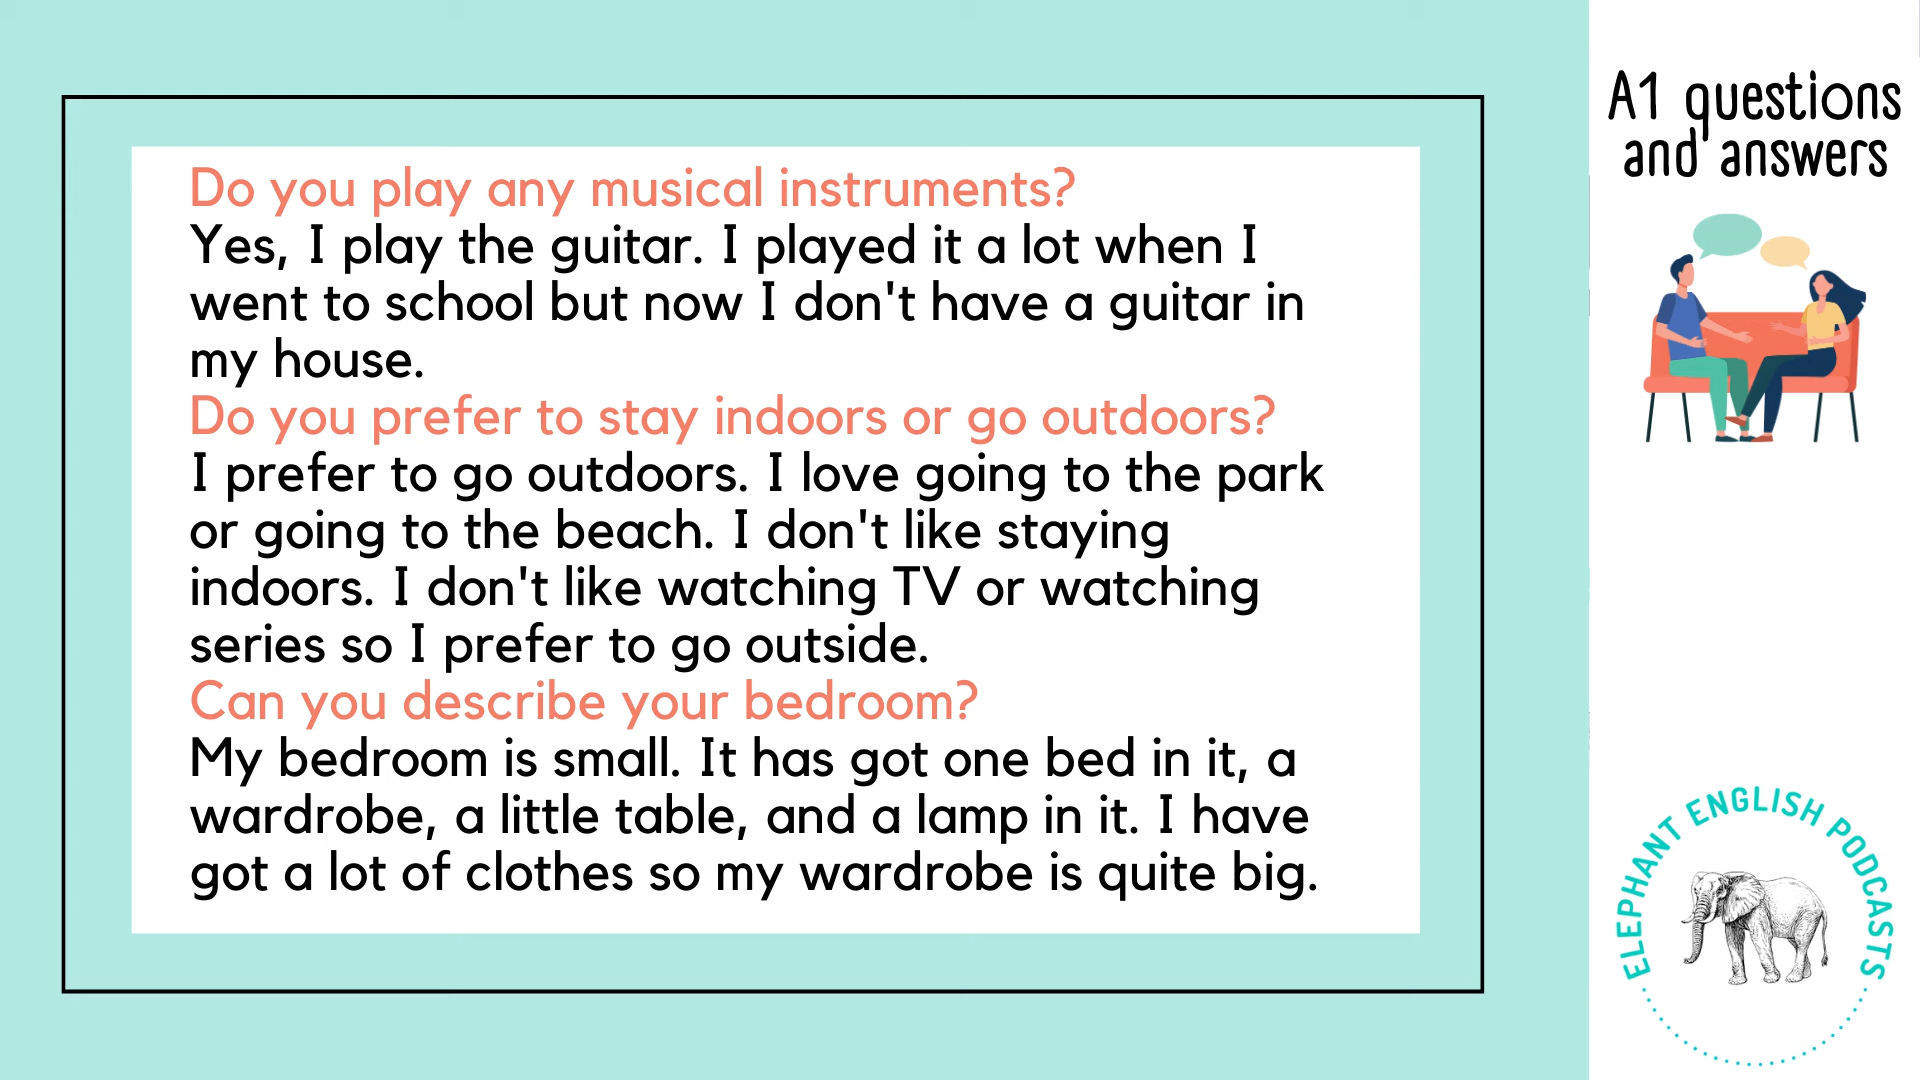 Do you play any musical instruments?
Yes, I play the guitar. I played it a lot when I
went to school but now I don't have a guitar in
my house.
Do you prefer to stay indoors or go outdoors?
I prefer to go outdoors. I love going to the park
or going to the beach. I don't like staying
indoors. I don't like watching TV or watching
series so I prefer to go outside.
Can you describe your bedroom?
My bedroom is small. It has got one bed in it, a
wardrobe, a little table, and a lamp in it. I have
got a lot of clothes so my wardrobe is quite big.
A1 questions
and answers
ELEPHANT ENGLISH PODCASTS